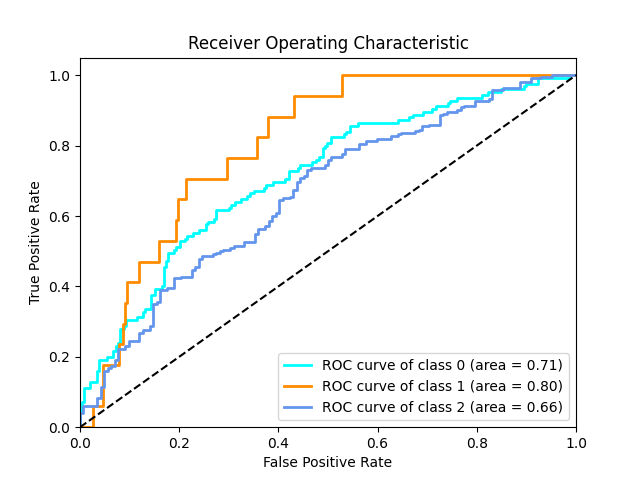 Receiver Operating Characteristic
True Positive Rate
1.0
0.8
0.6
0.4
0.2
0.0
ROC curve of class 0 (area = 0.71)
ROC curve of class 1 (area = 0.80)
ROC curve of class 2 (area = 0.66)
0.0 0.2 0.4 0.6 0.8 1.0
False Positive Rate